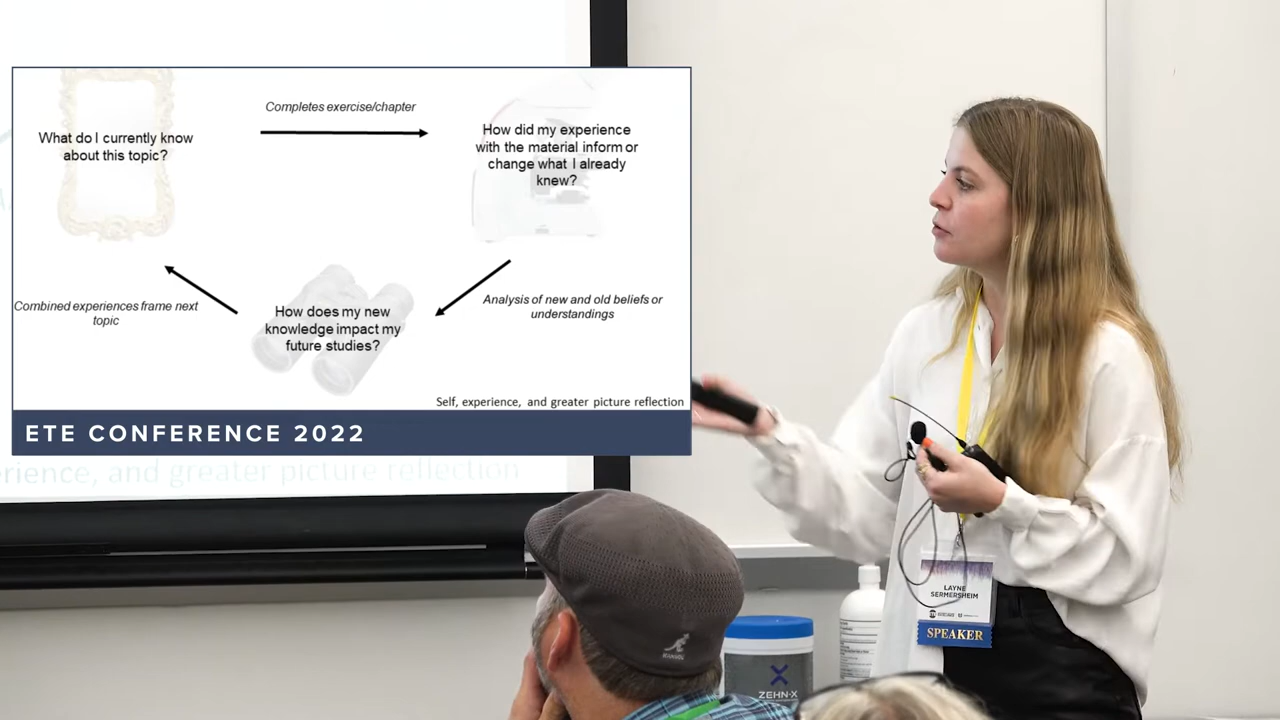 Completes exercise/chapter
What do I currently know
about this topic?
How did my experience
with the material inform or
change what I already
knew?
Combined experiences frame next
topic
How does my new
knowledge impact my
future studies?
Analysis of new and old beliefs or
understandings
Self, experience, and greater picture reflection
ETE CONFERENCE 2022
erience, and greater picture reflection
LAYNE
SERMERSHEIM
SPEAKER
KANGOL
ZEHN-X